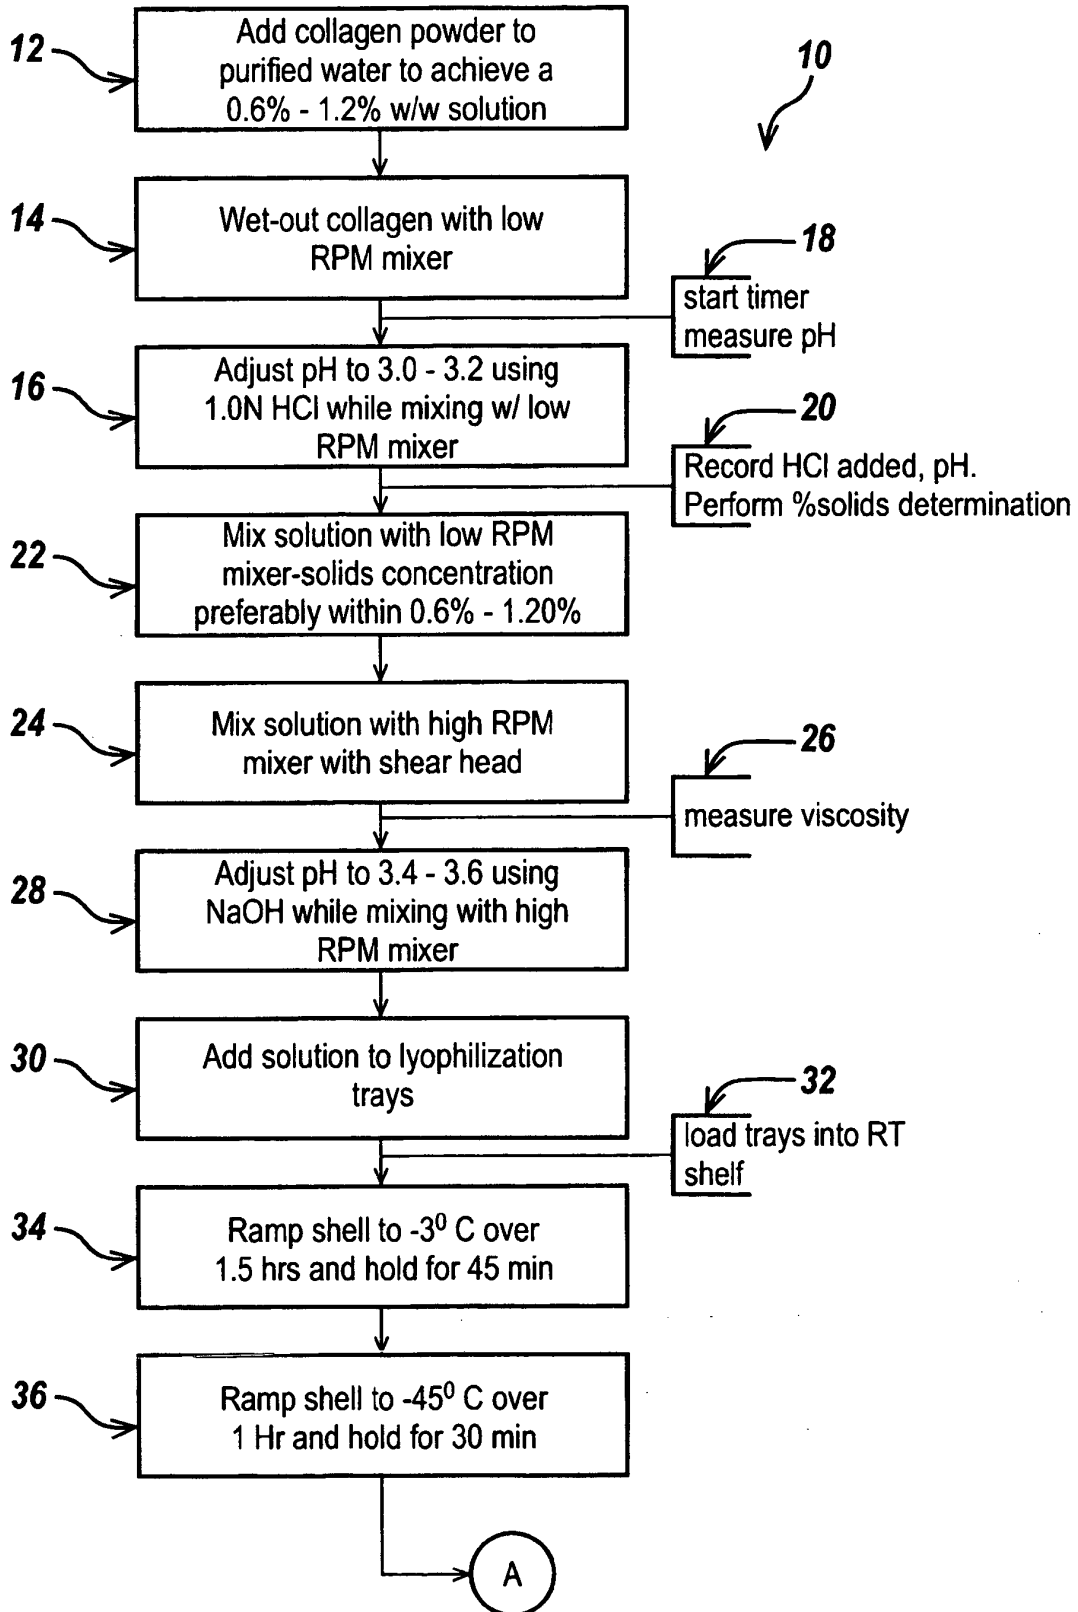 12
Add collagen powder to
purified water to achieve a
0.6% - 1.2% w/w solution
10
14
Wet-out collagen with low
RPM mixer
18
start timer
measure pH
16
Adjust pH to 3.0 - 3.2 using
1.0N HCl while mixing w/ low
RPM mixer
20
Record HCl added, pH.
Perform %solids determination
22
Mix solution with low RPM
mixer-solids concentration
preferably within 0.6% - 1.20%
24
Mix solution with high RPM
mixer with shear head
26
measure viscosity
28
Adjust pH to 3.4 - 3.6 using
NaOH while mixing with high
RPM mixer
30
Add solution to lyophilization
trays
32
load trays into RT
shelf
34
Ramp shell to -3⁰ C over
1.5 hrs and hold for 45 min
36
Ramp shell to -45⁰ C over
1 Hr and hold for 30 min
A